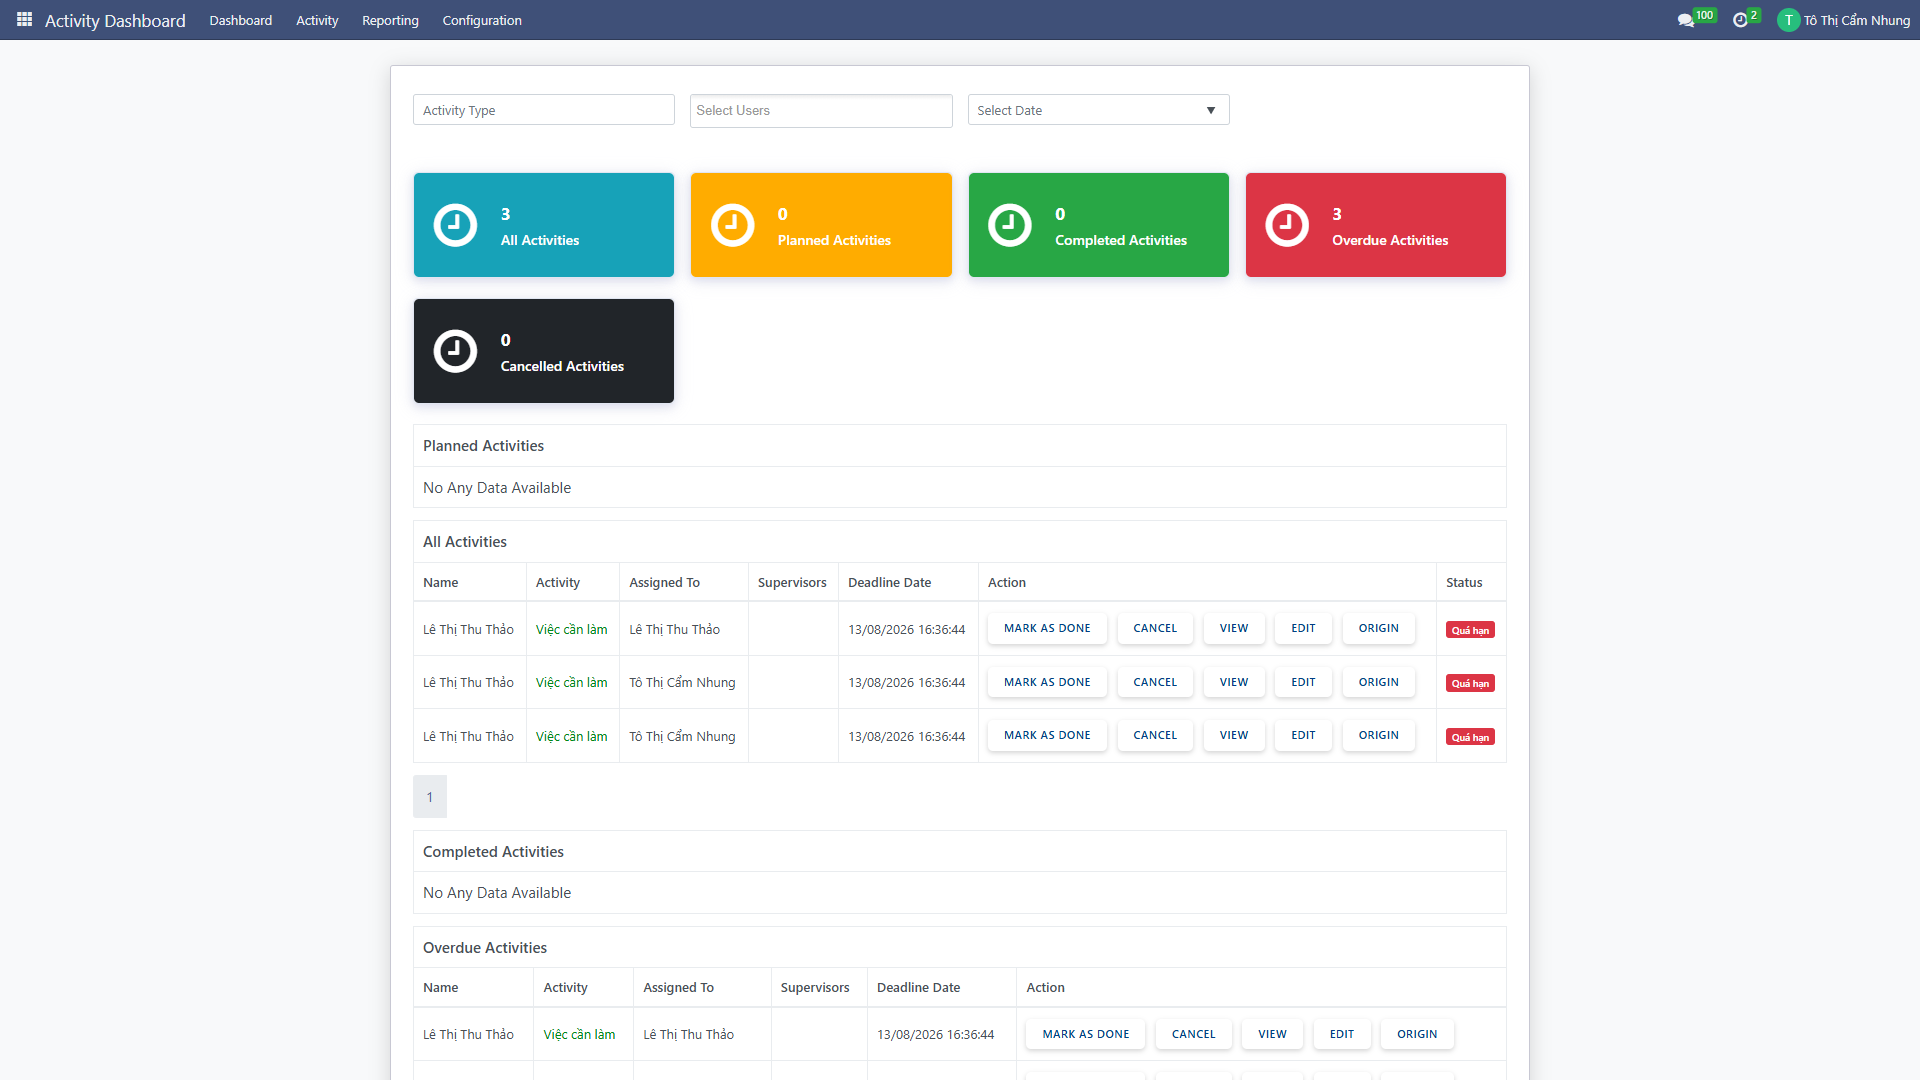 Activity Dashboard Dashboard Activity Reporting Configuration 100 2 T Tô Thị Cẩm Nhung
Activity Type Select Users Select Date
3
All Activities
0
Planned Activities
0
Completed Activities
3
Overdue Activities
0
Cancelled Activities
Planned Activities
No Any Data Available
All Activities
Name Activity Assigned To Supervisors Deadline Date Action Status
Lê Thị Thu Thảo Việc cần làm Lê Thị Thu Thảo 13/08/2026 16:36:44 MARK AS DONE CANCEL VIEW EDIT ORIGIN Quá hạn
Lê Thị Thu Thảo Việc cần làm Tô Thị Cẩm Nhung 13/08/2026 16:36:44 MARK AS DONE CANCEL VIEW EDIT ORIGIN Quá hạn
Lê Thị Thu Thảo Việc cần làm Tô Thị Cẩm Nhung 13/08/2026 16:36:44 MARK AS DONE CANCEL VIEW EDIT ORIGIN Quá hạn
1
Completed Activities
No Any Data Available
Overdue Activities
Name Activity Assigned To Supervisors Deadline Date Action
Lê Thị Thu Thảo Việc cần làm Lê Thị Thu Thảo 13/08/2026 16:36:44 MARK AS DONE CANCEL VIEW EDIT ORIGIN